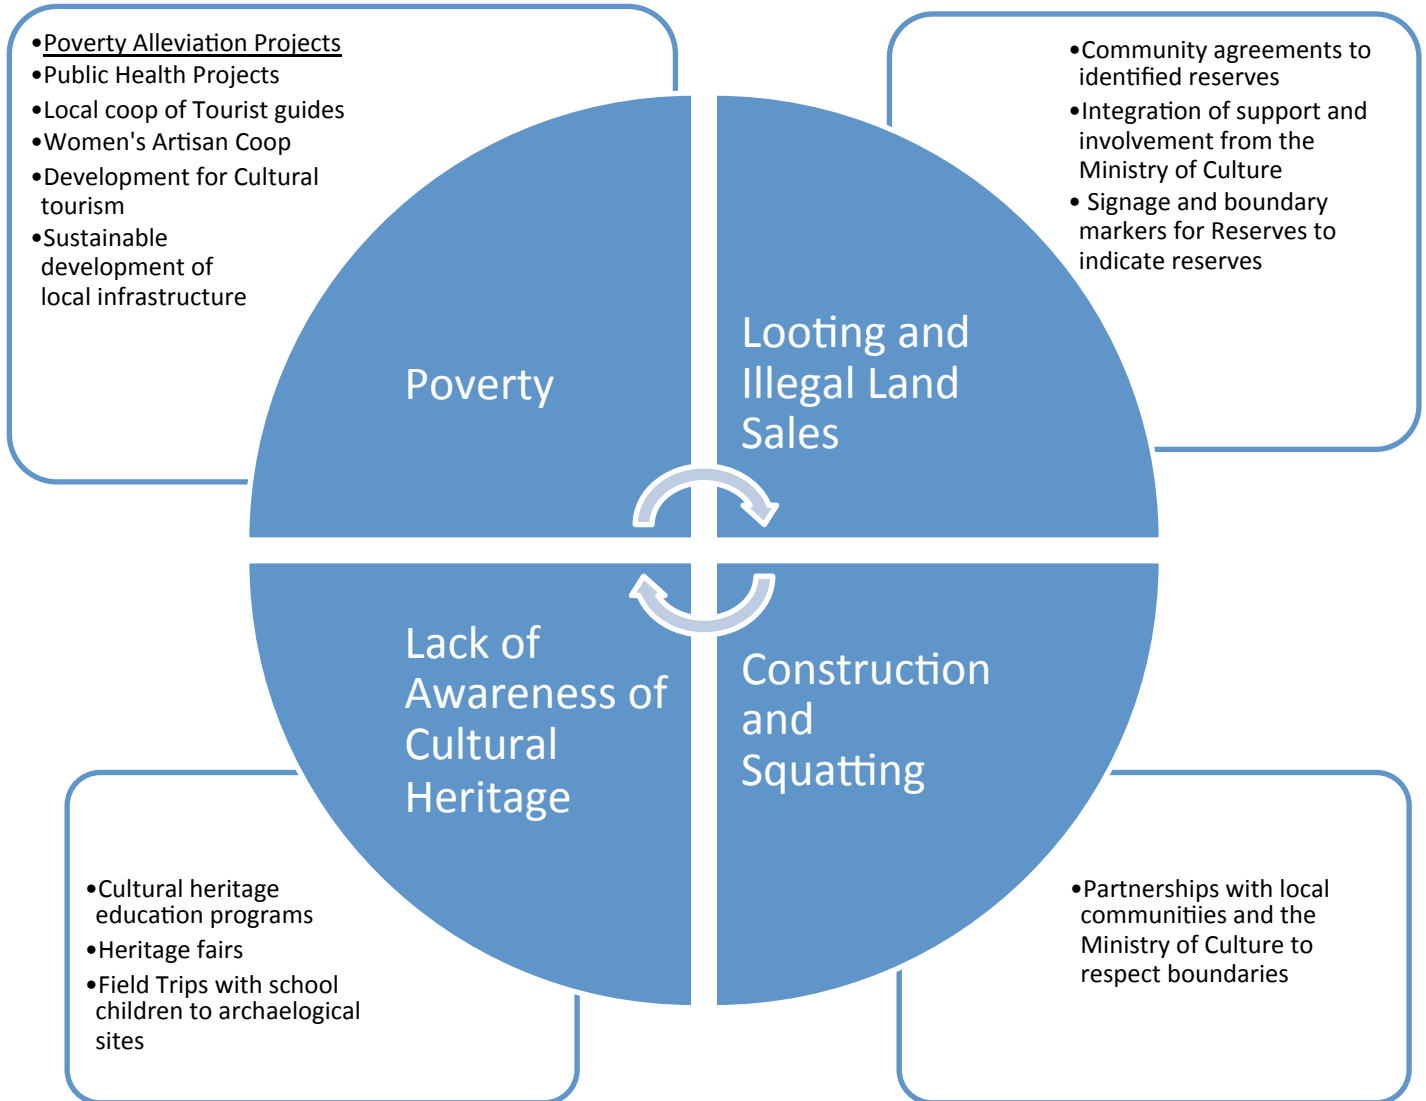 •Poverty Alleviation Projects
•Public Health Projects
•Local coop of Tourist guides
•Women's Artisan Coop
•Development for Cultural
tourism
•Sustainable
development of
local infrastructure
•Community agreements to
identified reserves
•Integration of support and
involvement from the
Ministry of Culture
• Signage and boundary
markers for Reserves to
indicate reserves
Poverty
Looting and
Illegal Land
Sales
Lack of
Awareness of
Cultural
Heritage
Construction
and
Squatting
•Cultural heritage
education programs
•Heritage fairs
•Field Trips with school
children to archaelogical
sites
•Partnerships with local
communitiies and the
Ministry of Culture to
respect boundaries